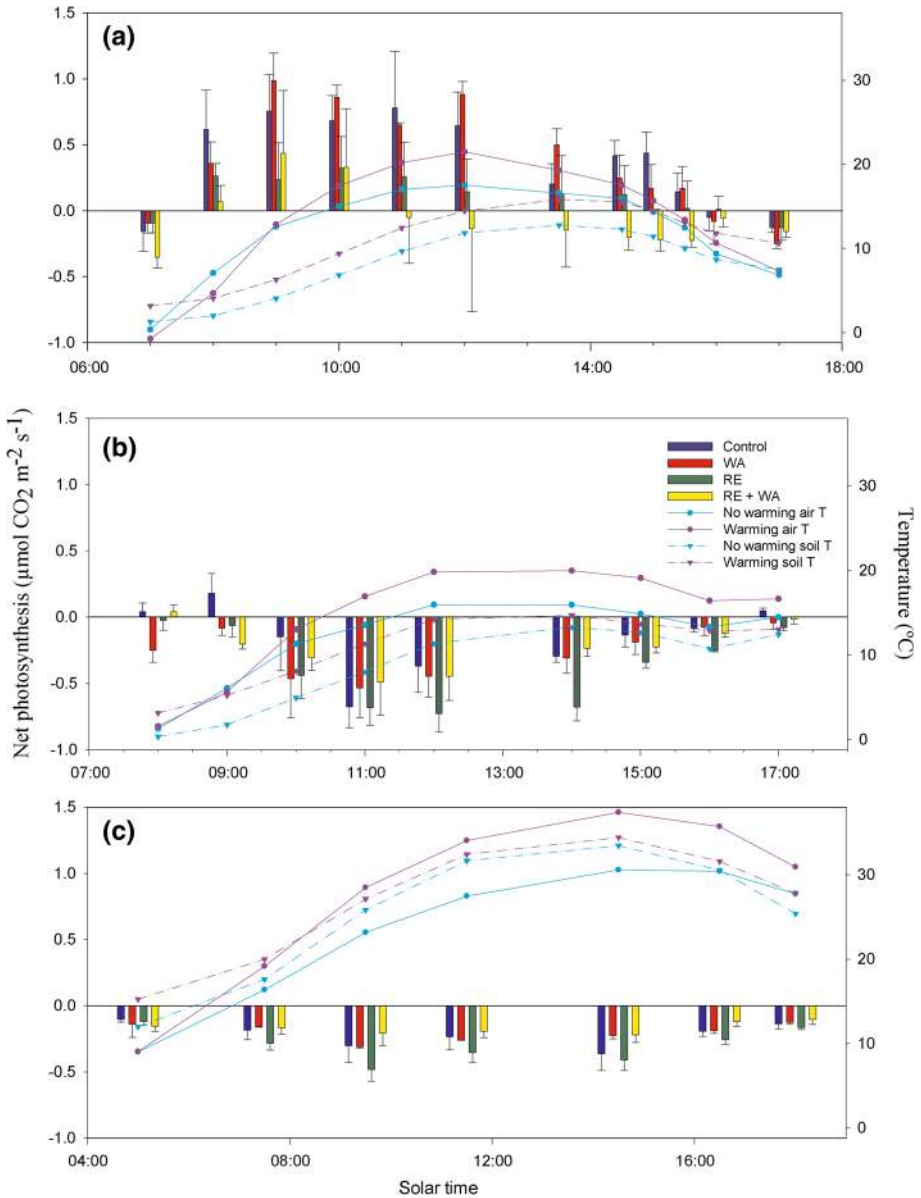 (a)
1.5
1.0
0.5
0.0
-0.5
-1.0
30
20
10
0
06:00 10:00 14:00 18:00
(b)
1.5
1.0
0.5
0.0
-0.5
-1.0
Control
WA
RE
RE + WA
No warming air T
Warming air T
No warming soil T
Warming soil T
30
20
10
0
07:00 09:00 11:00 13:00 15:00 17:00
Net photosynthesis (µmol CO2 m-2 s-1)
Temperature (ºC)
(c)
1.5
1.0
0.5
0.0
-0.5
-1.0
30
20
10
0
04:00 08:00 12:00 16:00
Solar time